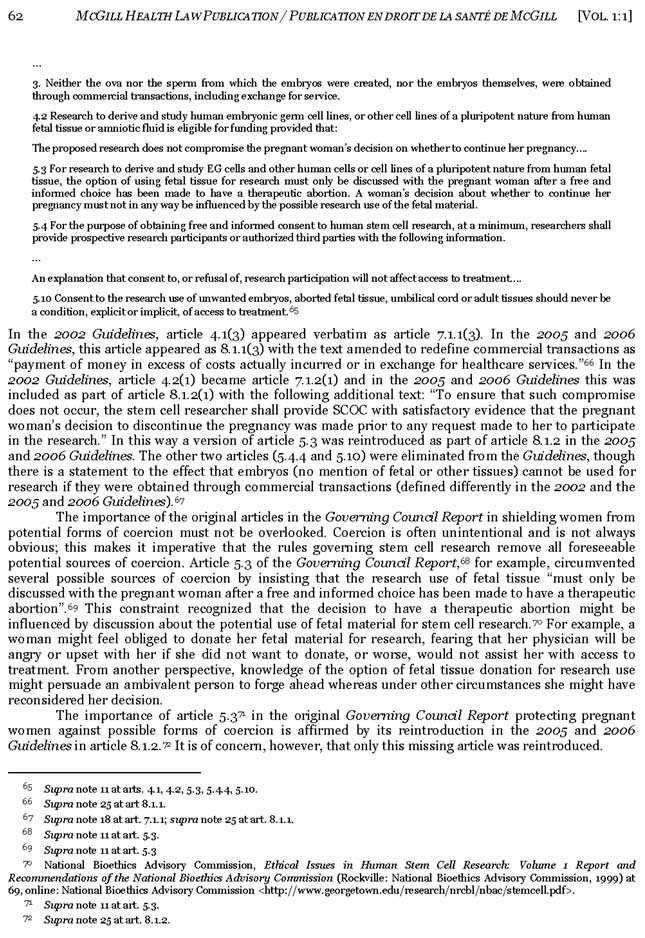 62 MCGILL HEALTH LAW PUBLICATION / PUBLICATION EN DROIT DE LA SANTÉ DE MCGILL [VOL. 1:1]
...
3. Neither the ova nor the sperm from which the embryos were created, nor the embryos themselves, were obtained
through commercial transactions, including exchange for service.
4.2 Research to derive and study human embryonic germ cell lines, or other cell lines of a pluripotent nature from human
fetal tissue or amniotic fluid is eligible for funding provided that:
The proposed research does not compromise the pregnant woman's decision on whether to continue her pregnancy....
5.3 For research to derive and study EG cells and other human cells or cell lines of a pluripotent nature from human fetal
tissue, the option of using fetal tissue for research must only be discussed with the pregnant woman after a free and
informed choice has been made to have a therapeutic abortion. A woman's decision about whether to continue her
pregnancy must not in any way be influenced by the possible research use of the fetal material.
5.4 For the purpose of obtaining free and informed consent to human stem cell research, at a minimum, researchers shall
provide prospective research participants or authorized third parties with the following information.
...
An explanation that consent to, or refusal of, research participation will not affect access to treatment....
5.10 Consent to the research use of unwanted embryos, aborted fetal tissue, umbilical cord or adult tissues should never be
a condition, explicit or implicit, of access to treatment.65
In the 2002 Guidelines, article 4.1(3) appeared verbatim as article 7.1.1(3). In the 2005 and 2006
Guidelines, this article appeared as 8.1.1(3) with the text amended to redefine commercial transactions as
“payment of money in excess of costs actually incurred or in exchange for healthcare services.”66 In the
2002 Guidelines, article 4.2(1) became article 7.1.2(1) and in the 2005 and 2006 Guidelines this was
included as part of article 8.1.2(1) with the following additional text: “To ensure that such compromise
does not occur, the stem cell researcher shall provide SCOC with satisfactory evidence that the pregnant
woman's decision to discontinue the pregnancy was made prior to any request made to her to participate
in the research.” In this way a version of article 5.3 was reintroduced as part of article 8.1.2 in the 2005
and 2006 Guidelines. The other two articles (5.4.4 and 5.10) were eliminated from the Guidelines, though
there is a statement to the effect that embryos (no mention of fetal or other tissues) cannot be used for
research if they were obtained through commercial transactions (defined differently in the 2002 and the
2005 and 2006 Guidelines).67
The importance of the original articles in the Governing Council Report in shielding women from
potential forms of coercion must not be overlooked. Coercion is often unintentional and is not always
obvious; this makes it imperative that the rules governing stem cell research remove all foreseeable
potential sources of coercion. Article 5.3 of the Governing Council Report,68 for example, circumvented
several possible sources of coercion by insisting that the research use of fetal tissue “must only be
discussed with the pregnant woman after a free and informed choice has been made to have a therapeutic
abortion”.69 This constraint recognized that the decision to have a therapeutic abortion might be
influenced by discussion about the potential use of fetal material for stem cell research.70 For example, a
woman might feel obliged to donate her fetal material for research, fearing that her physician will be
angry or upset with her if she did not want to donate, or worse, would not assist her with access to
treatment. From another perspective, knowledge of the option of fetal tissue donation for research use
might persuade an ambivalent person to forge ahead whereas under other circumstances she might have
reconsidered her decision.
The importance of article 5.371 in the original Governing Council Report protecting pregnant
women against possible forms of coercion is affirmed by its reintroduction in the 2005 and 2006
Guidelines in article 8.1.2.72 It is of concern, however, that only this missing article was reintroduced.
65 Supra note 11 at arts. 4.1, 4.2, 5.3, 5.4.4, 5.10.
66 Supra note 25 at art 8.1.1.
67 Supra note 18 at art. 7.1.1; supra note 25 at art. 8.1.1.
68 Supra note 11 at art. 5.3.
69 Supra note 11 at art. 5.3
70 National Bioethics Advisory Commission, Ethical Issues in Human Stem Cell Research: Volume 1 Report and
Recommendations of the National Bioethics Advisory Commission (Rockville: National Bioethics Advisory Commission, 1999) at
69, online: National Bioethics Advisory Commission <http://www.georgetown.edu/research/nrcbl/nbac/stemcell.pdf>.
71 Supra note 11 at art. 5.3.
72 Supra note 25 at art. 8.1.2.